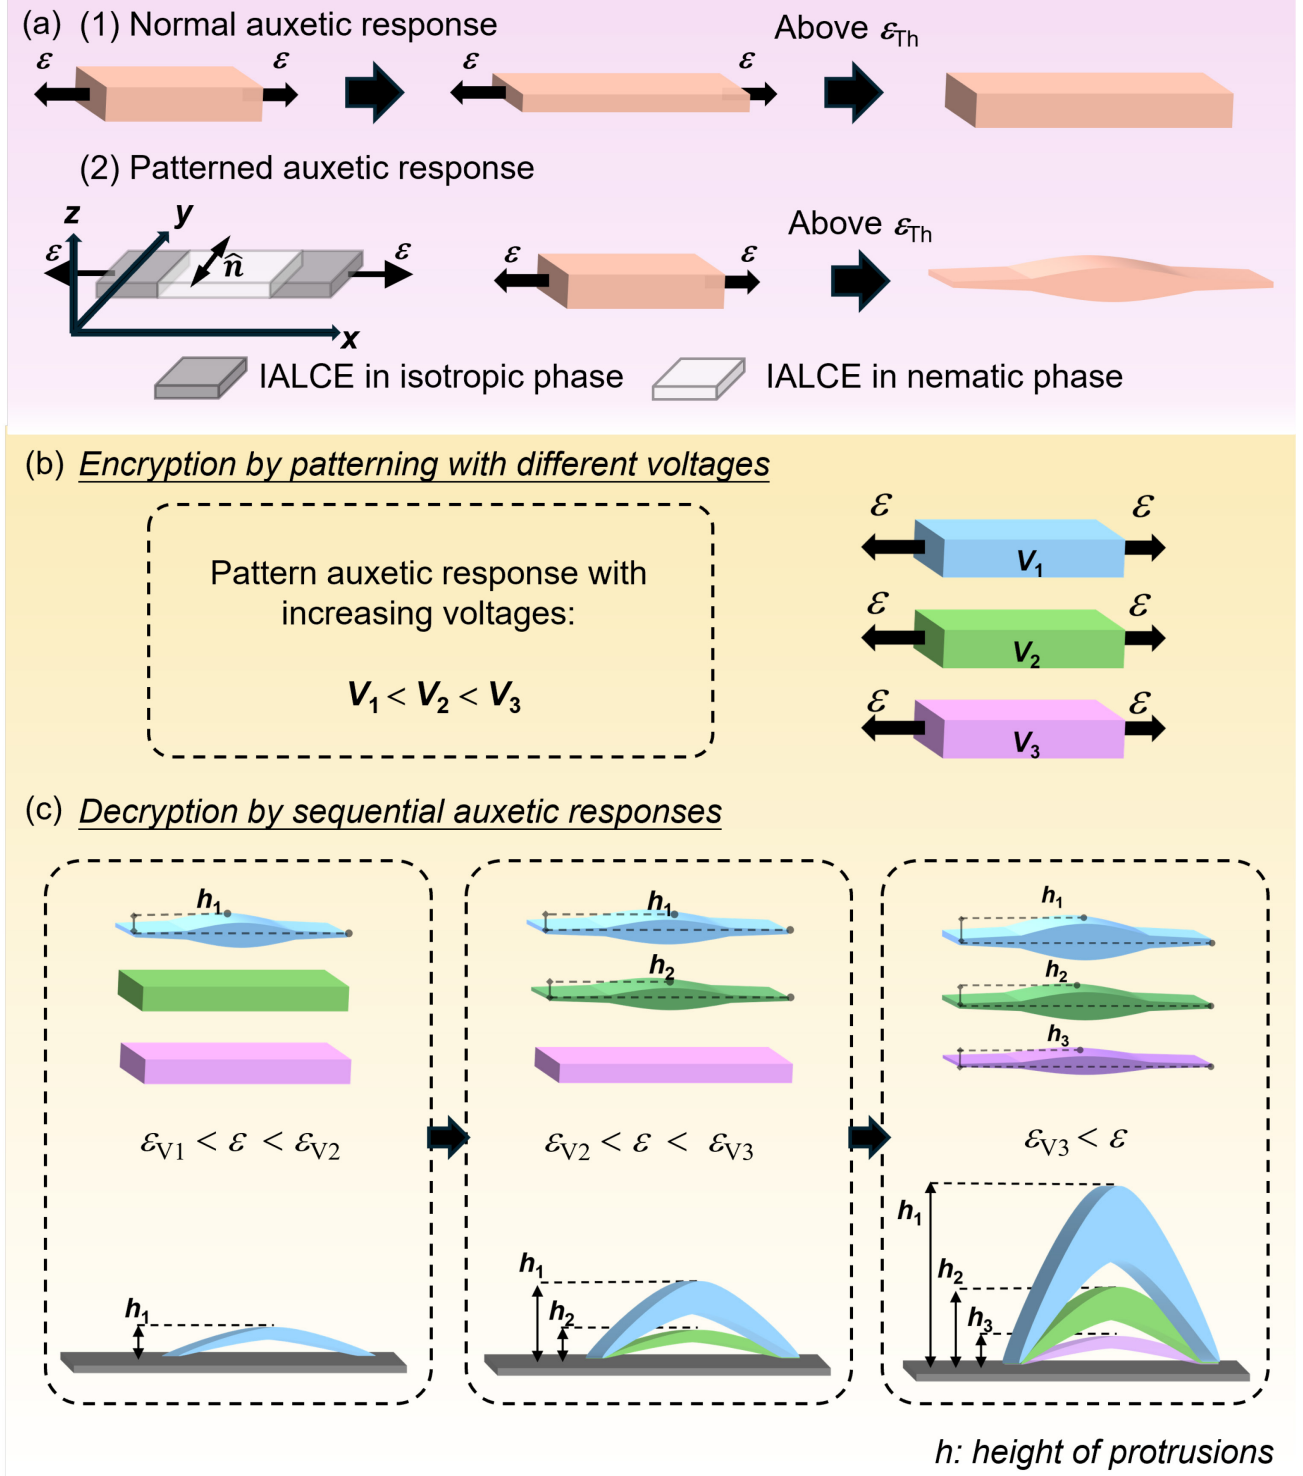 (a) (1) Normal auxetic response
Above εTh
ε ε ε ε
(2) Patterned auxetic response
z y
Above εTh
ε n̂ ε ε ε
x
IALCE in isotropic phase IALCE in nematic phase
(b) Encryption by patterning with different voltages
Pattern auxetic response with
increasing voltages:
V1 < V2 < V3
ε ε
V1
ε ε
V2
ε ε
V3
(c) Decryption by sequential auxetic responses
h1
εV1 < ε < εV2
h1
h1
h2
εV2 < ε < εV3
h1
h2
h1
h2
h3
εV3 < ε
h1
h2
h3
h: height of protrusions